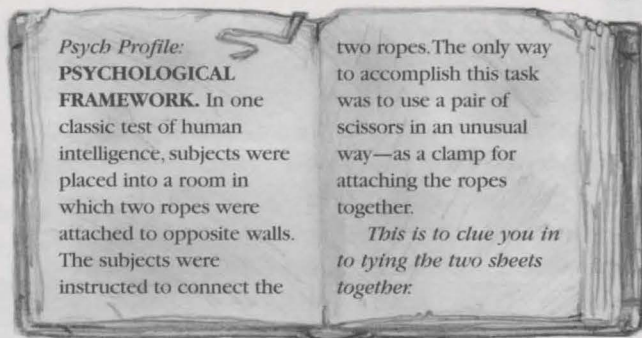 Psych Profile:
PSYCHOLOGICAL
FRAMEWORK. In one
classic test of human
intelligence, subjects were
placed into a room in
which two ropes were
attached to opposite walls.
The subjects were
instructed to connect the
two ropes. The only way
to accomplish this task
was to use a pair of
scissors in an unusual
way—as a clamp for
attaching the ropes
together.
This is to clue you in
to tying the two sheets
together.